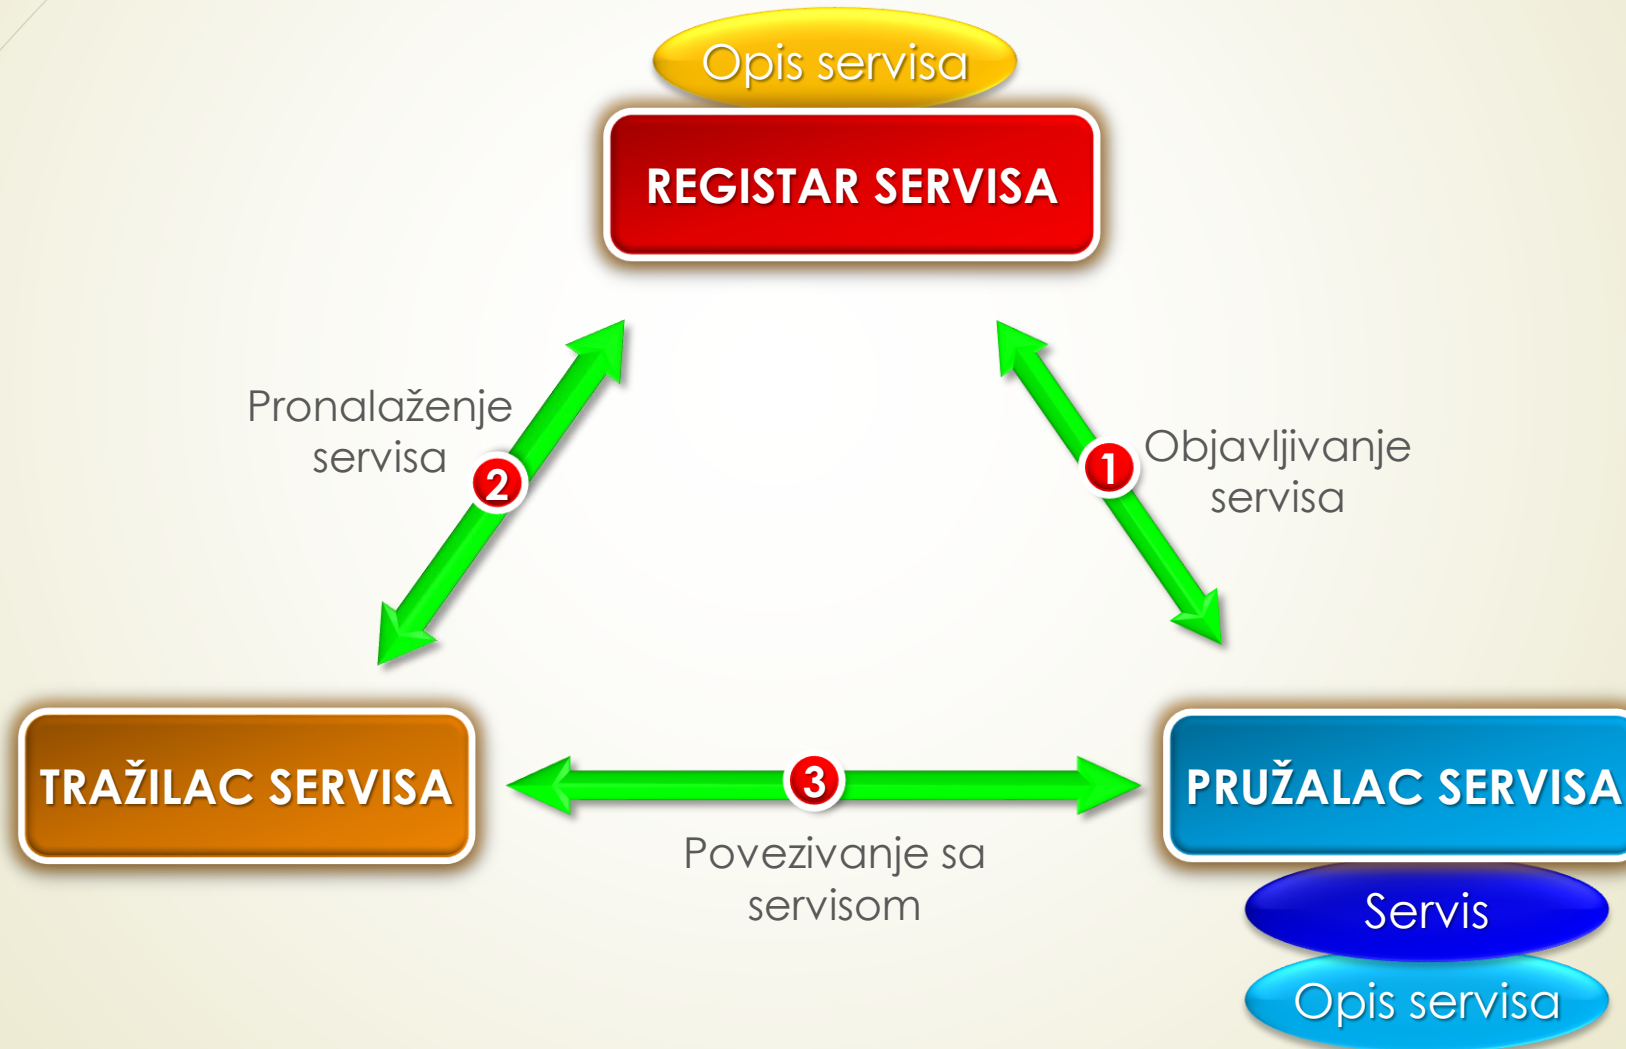 Opis servisa
REGISTAR SERVISA
Pronalaženje
servisa
2
1
Objavljivanje
servisa
TRAŽILAC SERVISA
3
PRUŽALAC SERVISA
Povezivanje sa
servisom
Servis
Opis servisa